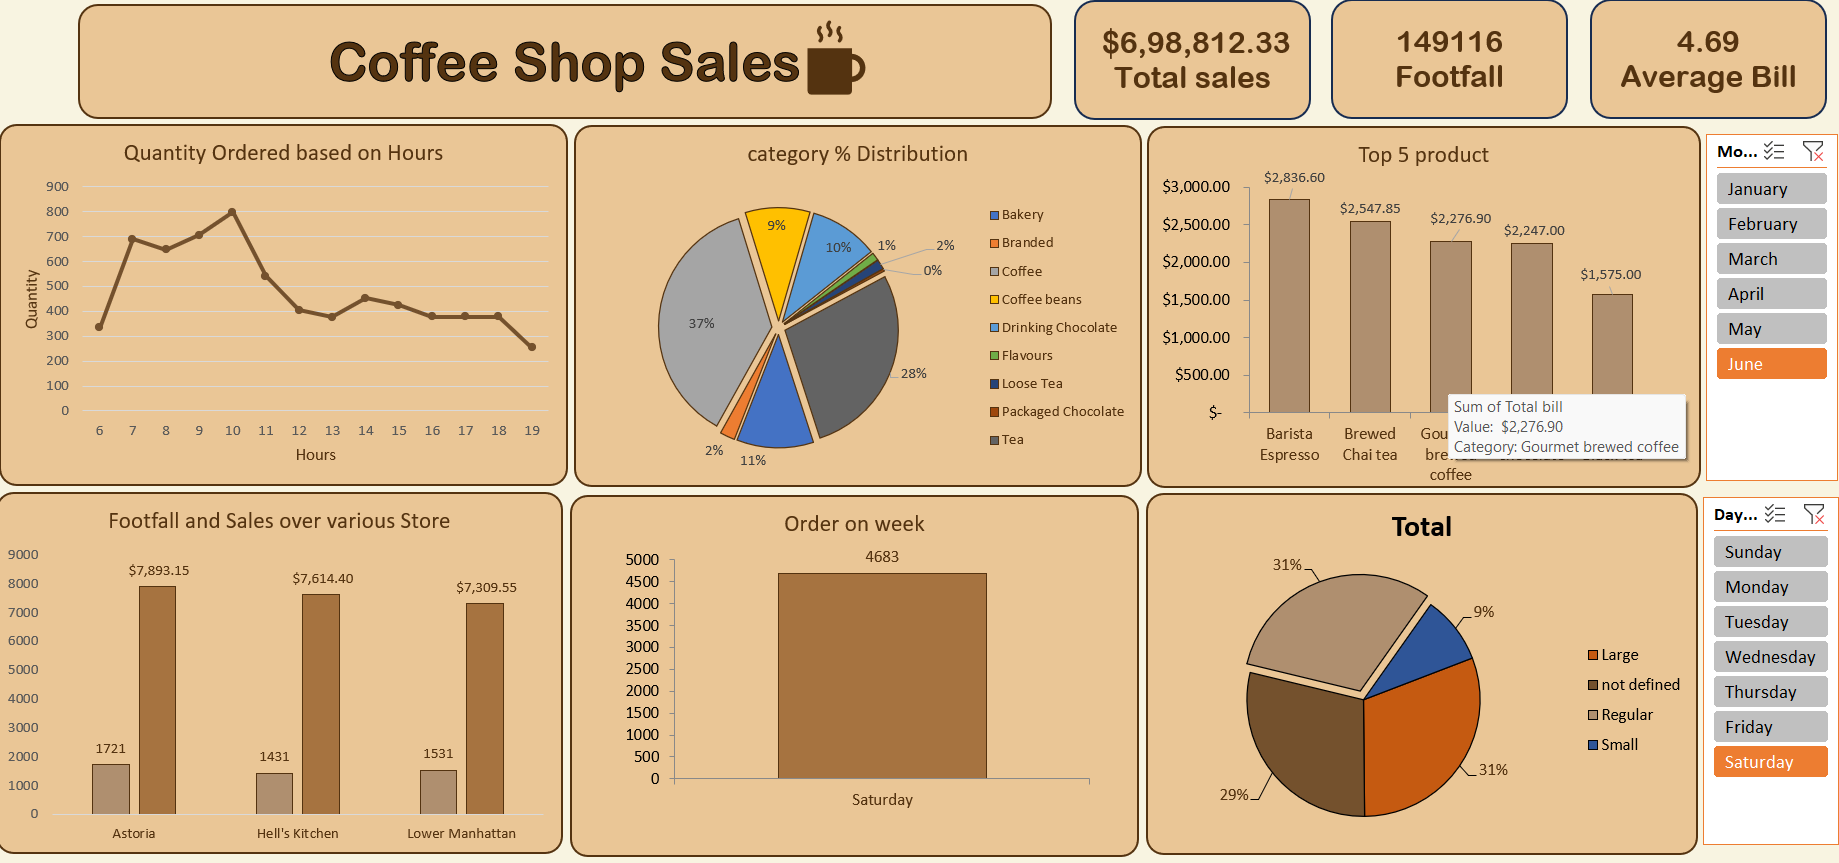 Coffee Shop Sales
$6,98,812.33
Total sales
149116
Footfall
4.69
Average Bill
Quantity Ordered based on Hours
900
800
700
600
500
400
300
200
100
0
Quantity
6 7 8 9 10 11 12 13 14 15 16 17 18 19
Hours
category % Distribution
9%
10%
1%
2%
0%
37%
28%
2%
11%
Bakery
Branded
Coffee
Coffee beans
Drinking Chocolate
Flavours
Loose Tea
Packaged Chocolate
Tea
Top 5 product
$3,000.00
$2,500.00
$2,000.00
$1,500.00
$1,000.00
$500.00
$-
$2,836.60
$2,547.85
$2,276.90
$2,247.00
$1,575.00
Barista
Espresso
Brewed
Chai tea
coffee
Sum of Total bill
Value: $2,276.90
Category: Gourmet brewed coffee
Mo...
January
February
March
April
May
June
Footfall and Sales over various Store
9000
8000
7000
6000
5000
4000
3000
2000
1000
0
$7,893.15
$7,614.40
$7,309.55
1721
1431
1531
Astoria
Hell's Kitchen
Lower Manhattan
Order on week
5000
4500
4000
3500
3000
2500
2000
1500
1000
500
0
4683
Saturday
Total
31%
9%
29%
31%
Large
not defined
Regular
Small
Day...
Sunday
Monday
Tuesday
Wednesday
Thursday
Friday
Saturday